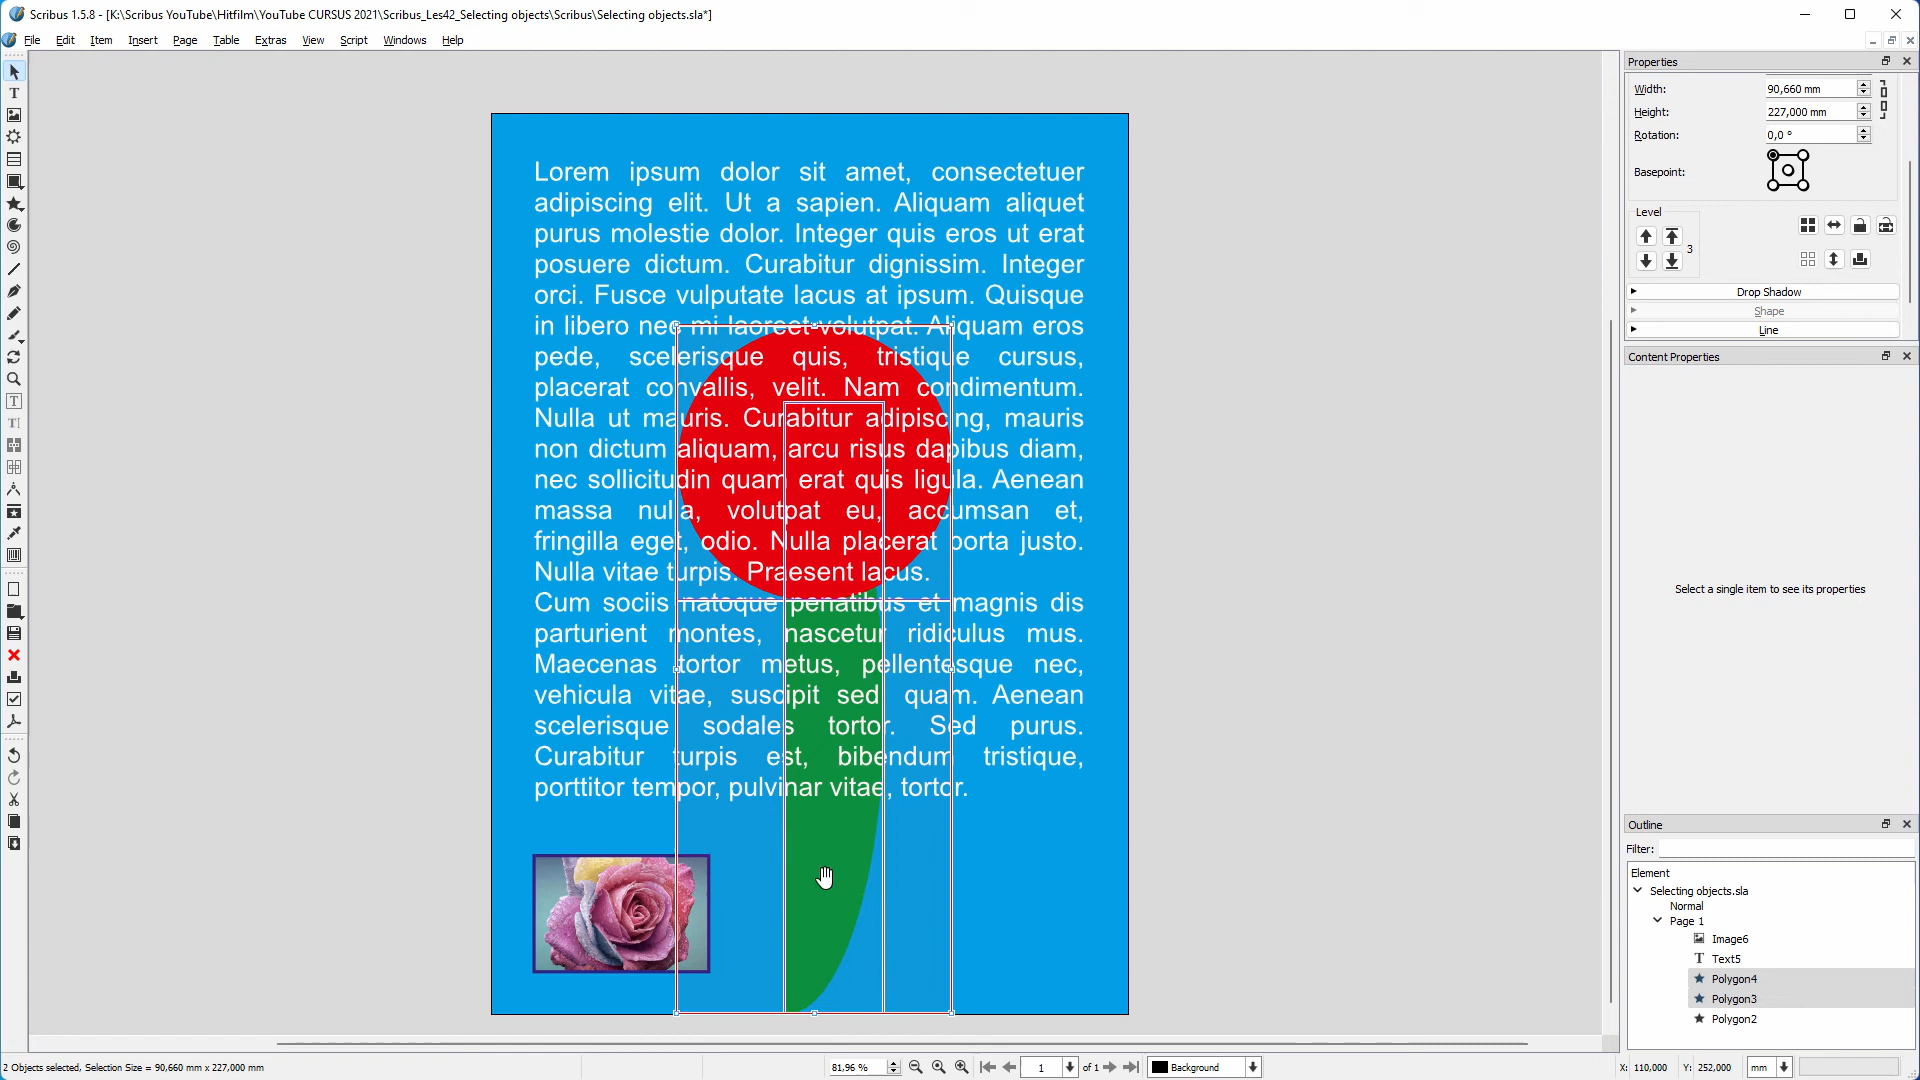 Scribus 1.5.8 - [K:\Scribus YouTube\Hitfilm\YouTube CURSUS 2021\Scribus_Les42_Selecting objects\Scribus\Selecting objects.sla*]
File Edit Item Insert Page Table Extras View Script Windows Help
Lorem ipsum dolor sit amet, consectetuer
adipiscing elit. Ut a sapien. Aliquam aliquet
purus molestie dolor. Integer quis eros ut erat
posuere dictum. Curabitur dignissim. Integer
orci. Fusce vulputate lacus at ipsum. Quisque
in libero nec mi laoreet volutpat. Aliquam eros
pede, scelerisque quis, tristique cursus,
placerat convallis, velit. Nam condimentum.
Nulla ut mauris. Curabitur adipiscing, mauris
non dictum aliquam, arcu risus dapibus diam,
nec sollicitudin quam erat quis ligula. Aenean
massa nulla, volutpat eu, accumsan et,
fringilla eget, odio. Nulla placerat porta justo.
Nulla vitae turpis. Praesent lacus.
Cum sociis natoque penatibus et magnis dis
parturient montes, nascetur ridiculus mus.
Maecenas tortor metus, pellentesque nec,
vehicula vitae, suscipit sed quam. Aenean
scelerisque sodales tortor. Sed purus.
Curabitur turpis est, bibendum tristique,
porttitor tempor, pulvinar vitae, tortor.
Properties
Width: 90,660 mm
Height: 227,000 mm
Rotation: 0,0 °
Basepoint:
Level
3
Drop Shadow
Shape
Line
Content Properties
Select a single item to see its properties
Outline
Filter:
Element
Selecting objects.sla
Normal
Page 1
Image6
Text5
Polygon4
Polygon3
Polygon2
2 Objects selected, Selection Size = 90,660 mm x 227,000 mm
81,96 %
1
of 1
Background
X: 110,000 Y: 252,000 mm